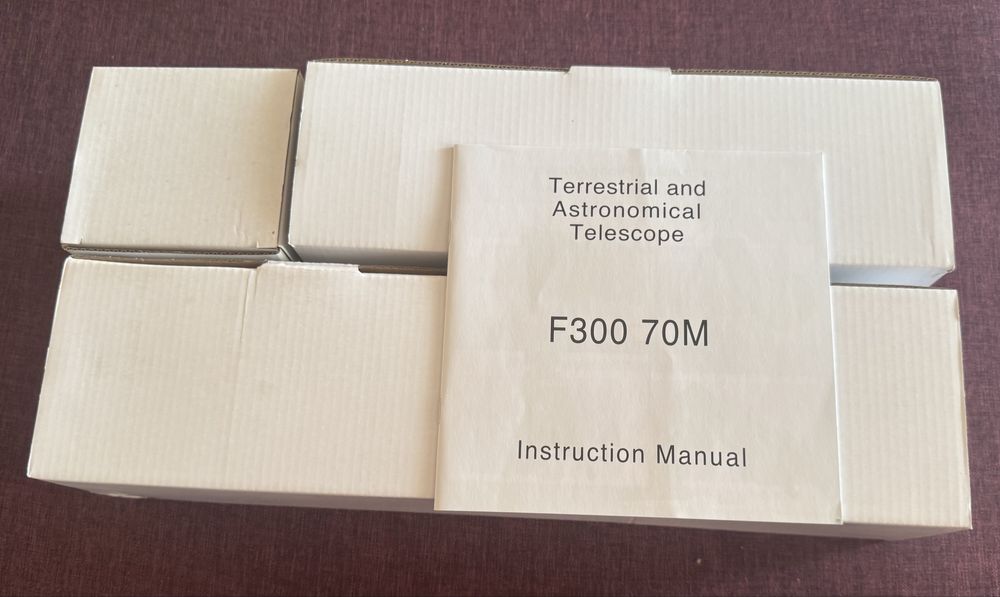 Terrestrial and
Astronomical
Telescope
F300 70M
Instruction Manual